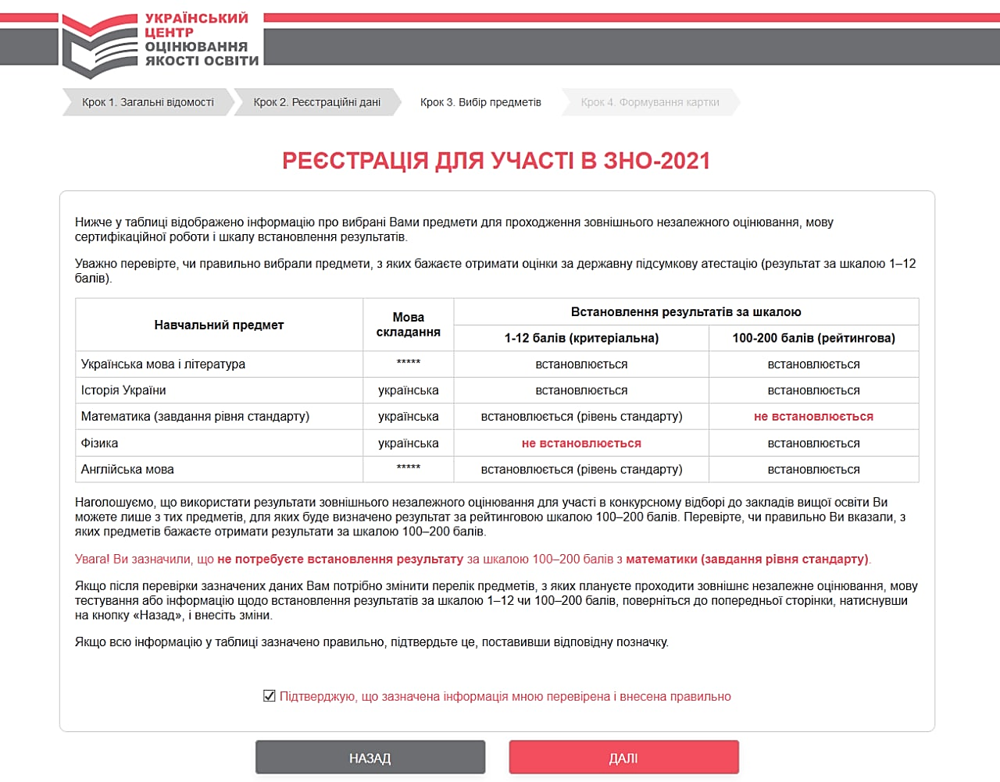 УКРАЇНСЬКИЙ
ЦЕНТР
ОЦІНЮВАННЯ
ЯКОСТІ ОСВІТИ
Крок 1. Загальні відомості
Крок 2. Реєстраційні дані
Крок 3. Вибір предметів
Крок 4. Формування картки
РЕЄСТРАЦІЯ ДЛЯ УЧАСТІ В ЗНО-2021
Нижче у таблиці відображено інформацію про вибрані Вами предмети для проходження зовнішнього незалежного оцінювання, мову
сертифікаційної роботи і шкалу встановлення результатів.
Уважно перевірте, чи правильно вибрали предмети, з яких бажаєте отримати оцінки за державну підсумкову атестацію (результат за шкалою 1–12
балів).
Навчальний предмет
Мова
складання
Встановлення результатів за шкалою
1-12 балів (критеріальна)
100-200 балів (рейтингова)
Українська мова і література ***** встановлюється встановлюється
Історія України українська встановлюється встановлюється
Математика (завдання рівня стандарту) українська встановлюється (рівень стандарту) не встановлюється
Фізика українська не встановлюється встановлюється
Англійська мова ***** встановлюється (рівень стандарту) встановлюється
Наголошуємо, що використати результати зовнішнього незалежного оцінювання для участі в конкурсному відборі до закладів вищої освіти Ви
можете лише з тих предметів, для яких буде визначено результат за рейтинговою шкалою 100–200 балів. Перевірте, чи правильно Ви вказали, з
яких предметів бажаєте отримати результати за шкалою 100–200 балів.
Увага! Ви зазначили, що не потребуєте встановлення результату за шкалою 100–200 балів з математики (завдання рівня стандарту).
Якщо після перевірки зазначених даних Вам потрібно змінити перелік предметів, з яких плануєте проходити зовнішнє незалежне оцінювання, мову
тестування або інформацію щодо встановлення результатів за шкалою 1–12 чи 100–200 балів, поверніться до попередньої сторінки, натиснувши
на кнопку «Назад», і внесіть зміни.
Якщо всю інформацію у таблиці зазначено правильно, підтвердьте це, поставивши відповідну позначку.
Підтверджую, що зазначена інформація мною перевірена і внесена правильно
НАЗАД
ДАЛІ